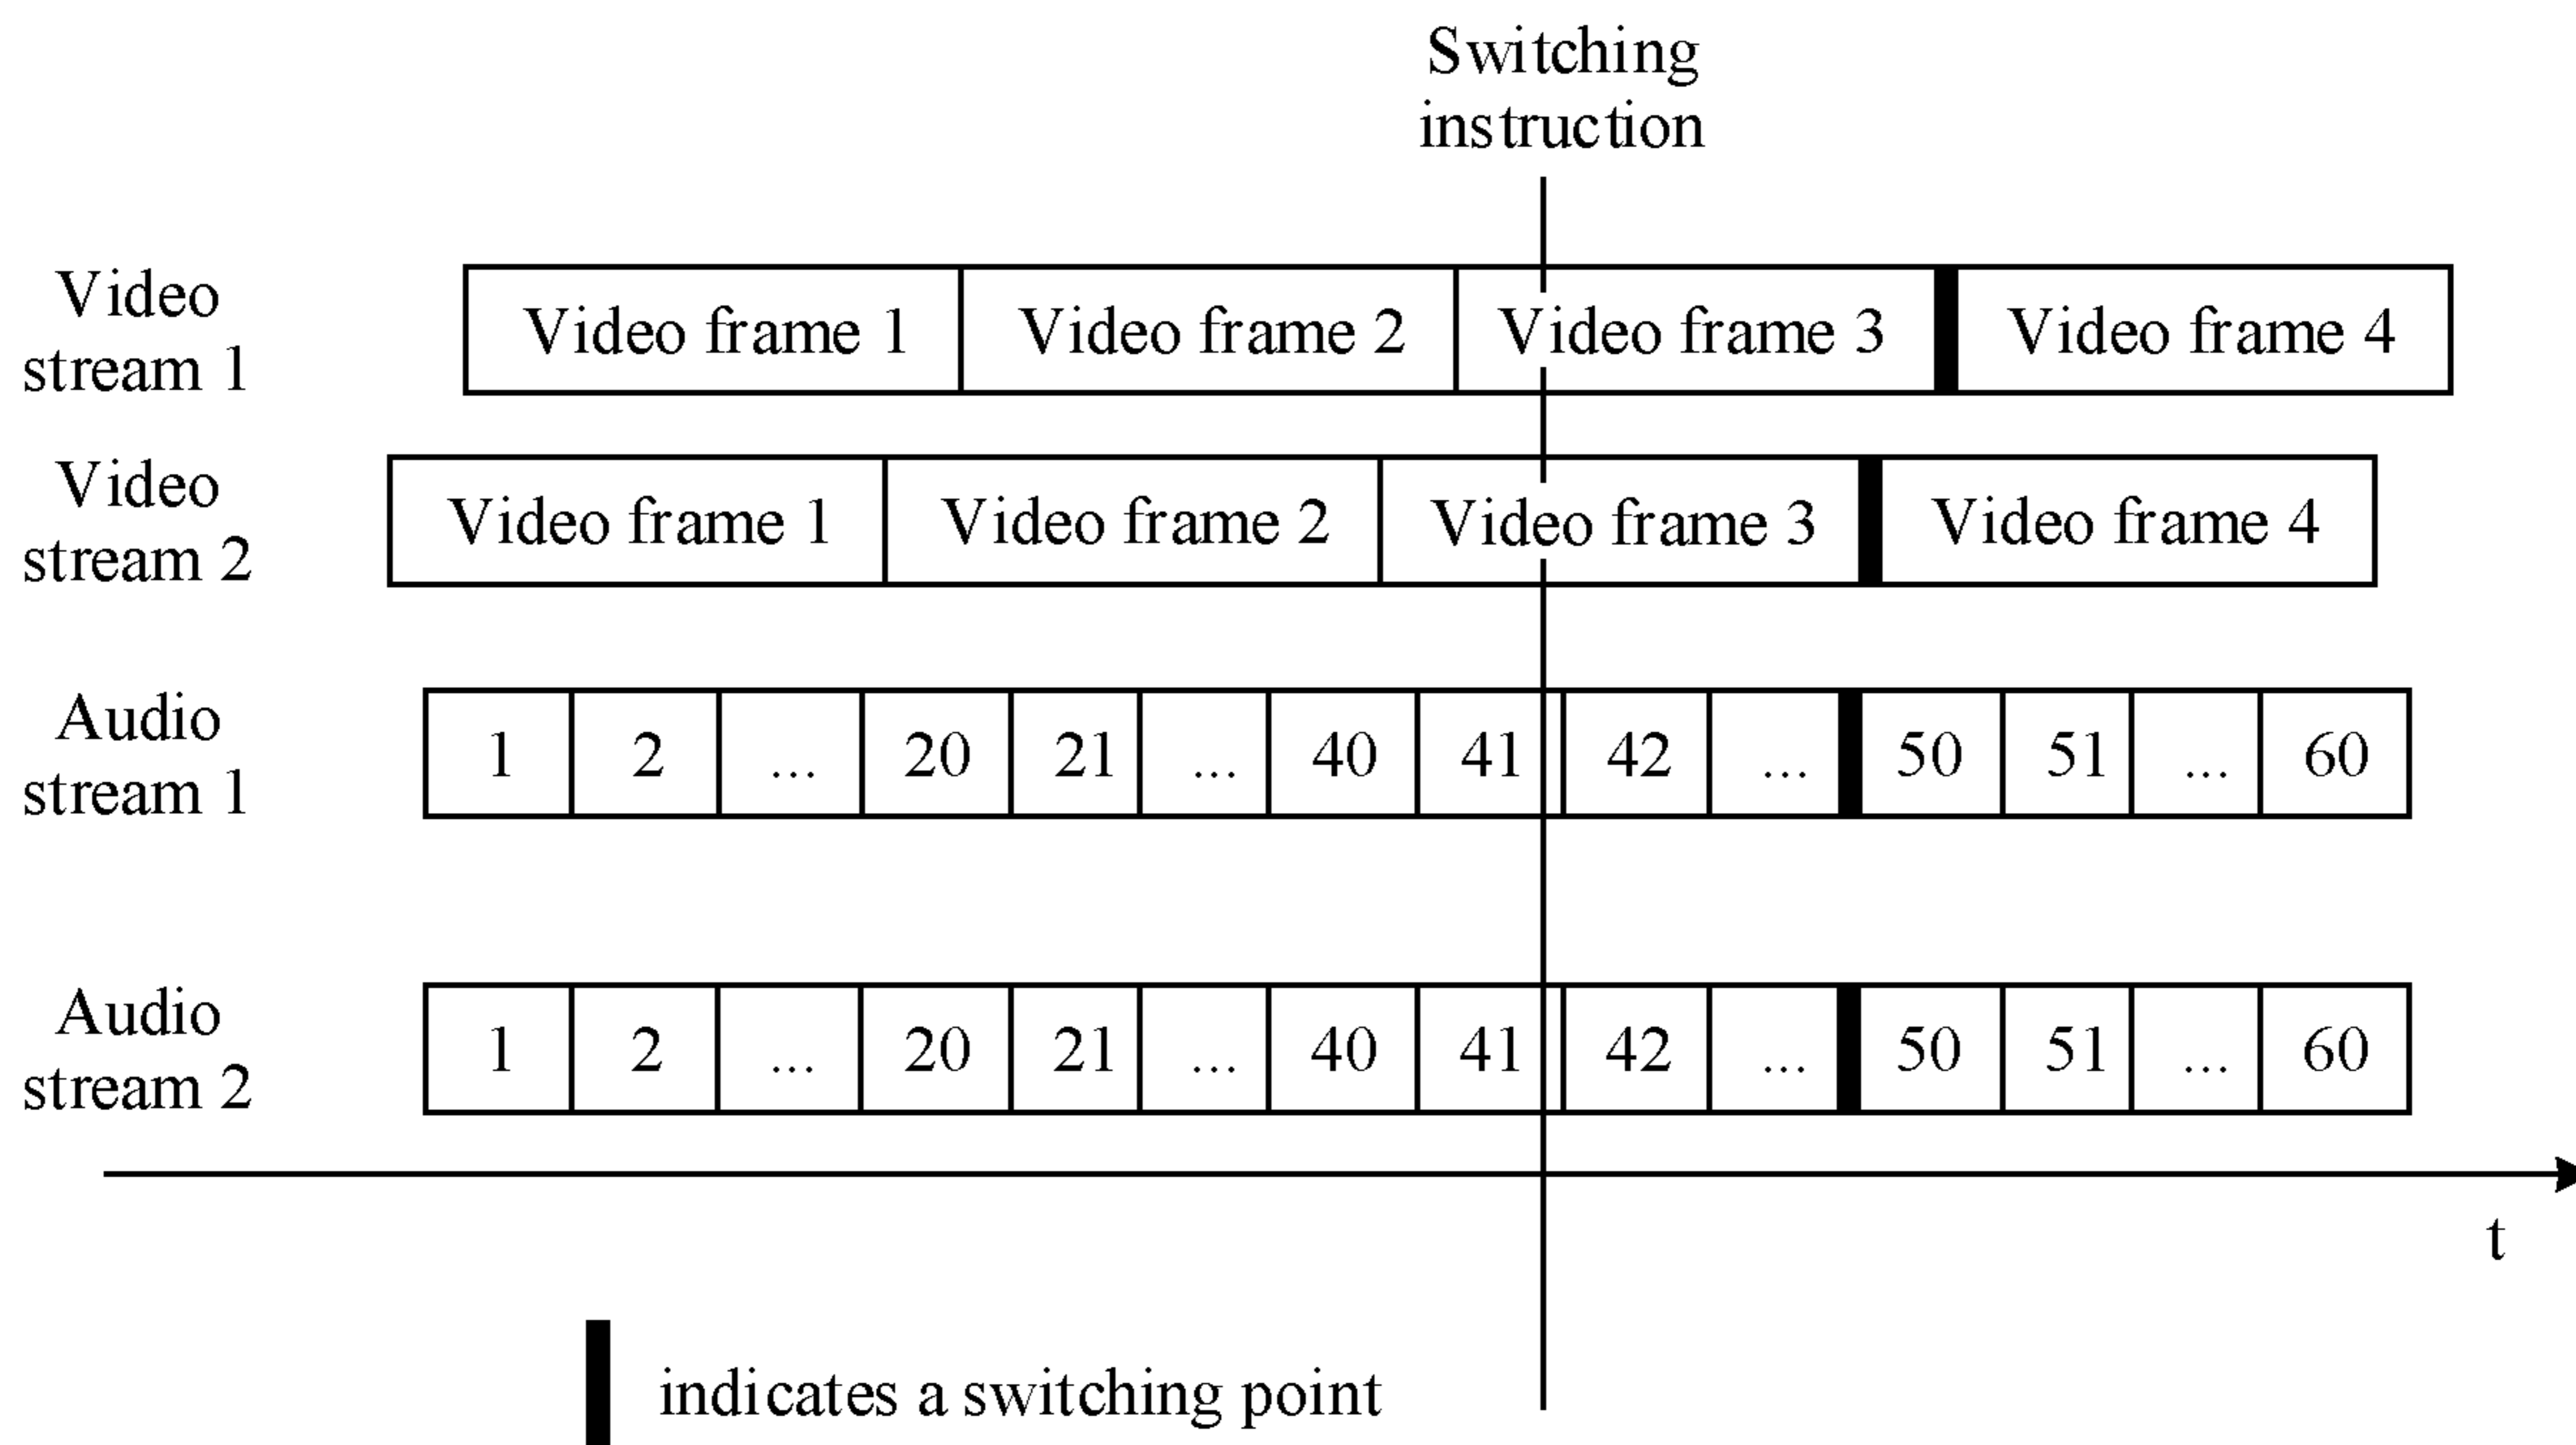 Switching
instruction
Video
stream 1
Video frame 1 Video frame 2 Video frame 3 Video frame 4
Video
stream 2
Video frame 1 Video frame 2 Video frame 3 Video frame 4
Audio
stream 1
1 2 ... 20 21 ... 40 41 42 ... 50 51 ... 60
Audio
stream 2
1 2 ... 20 21 ... 40 41 42 ... 50 51 ... 60
t
indicates a switching point